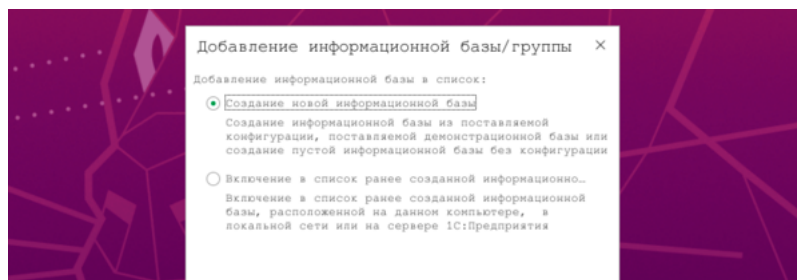 Добавление информационной базы/группы ×
Добавление информационной базы в список:
Создание новой информационной базы
Создание информационной базы из поставляемой
конфигурации, поставляемой демонстрационной базы или
создание пустой информационной базы без конфигурации
Включение в список ранее созданной информационно…
Включение в список ранее созданной информационной
базы, расположенной на данном компьютере, в
локальной сети или на сервере 1С:Предприятия